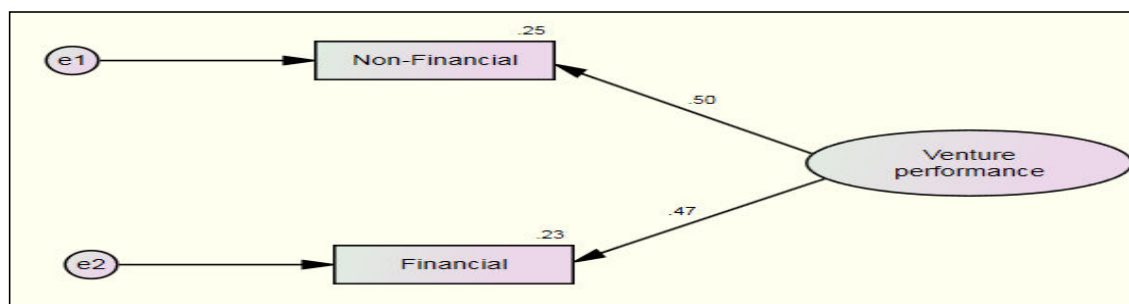 .25
e1
Non-Financial
.50
Venture
performance
.47
.23
e2
Financial